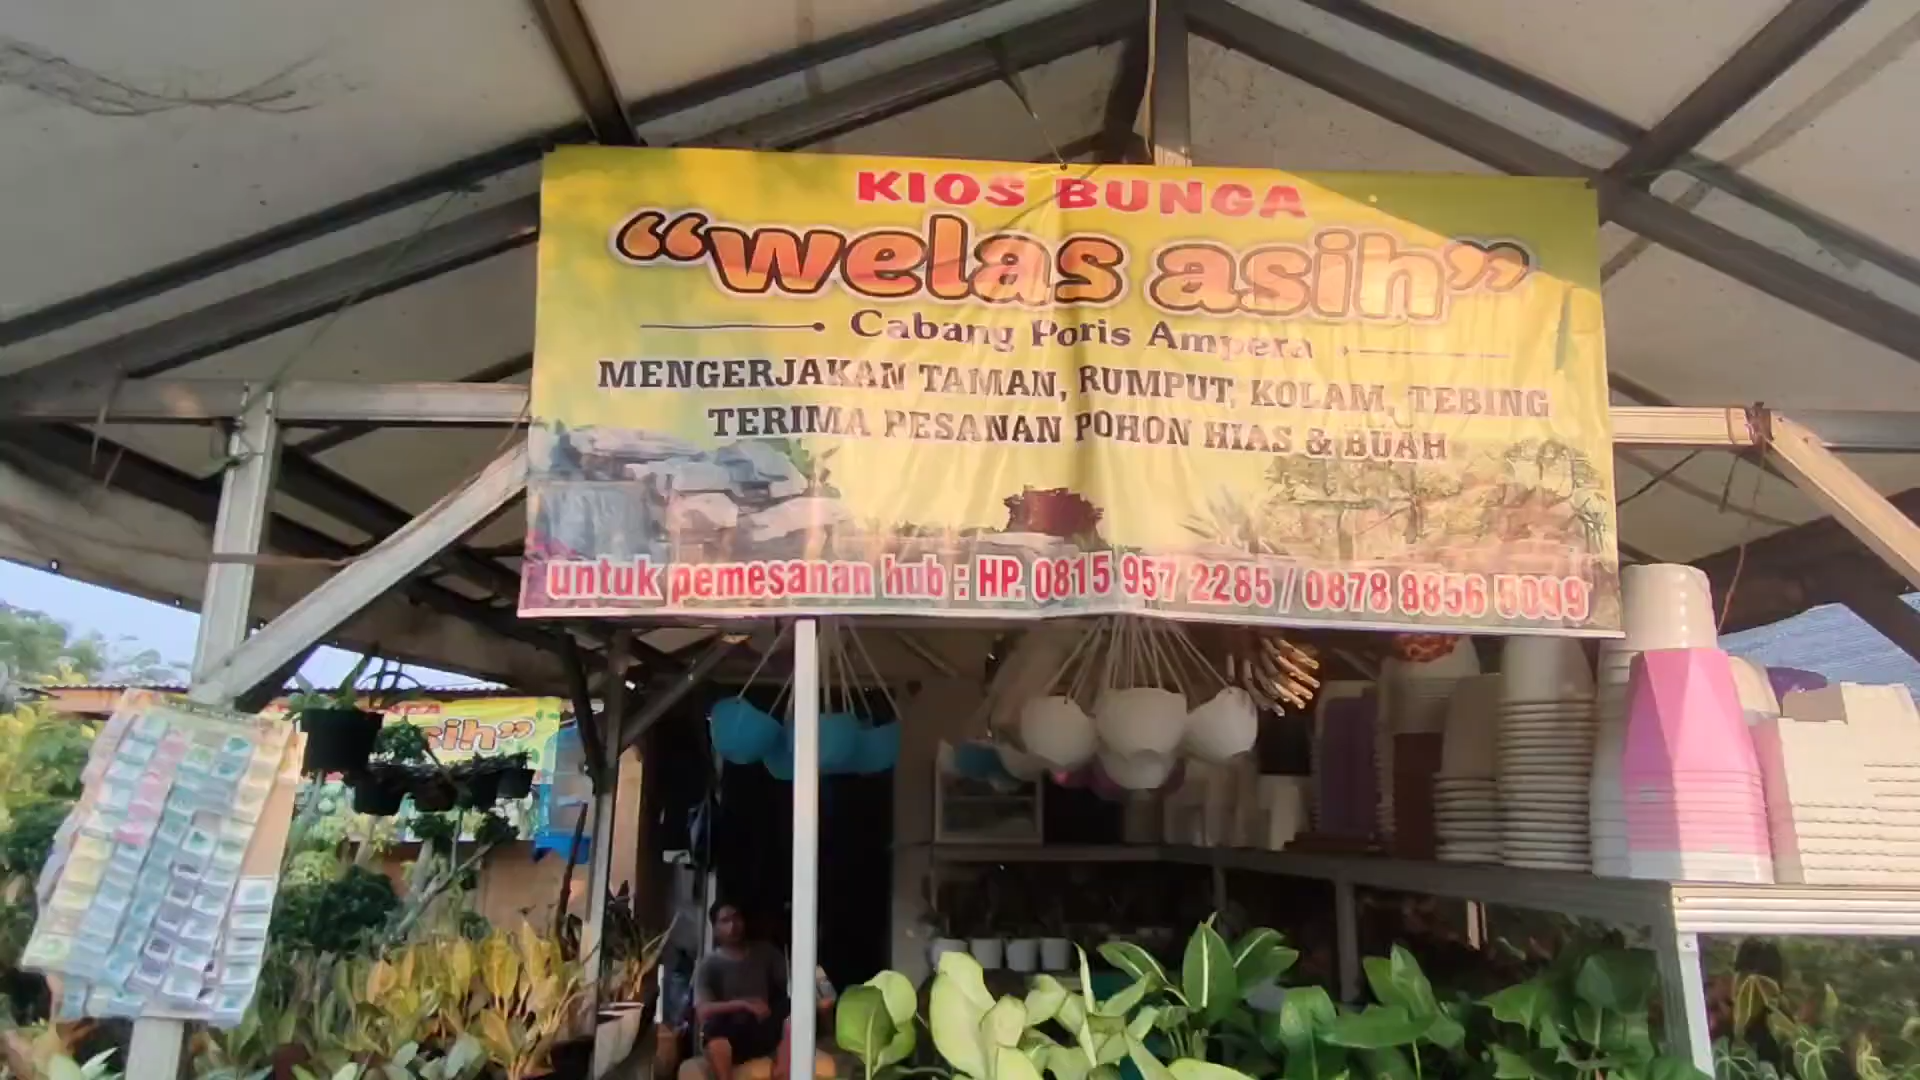 KIOS BUNGA
“welas asih”
Cabang Poris Ampera
MENGERJAKAN TAMAN, RUMPUT, KOLAM, TEBING
TERIMA PESANAN POHON HIAS & BUAH
untuk pemesanan hub : HP. 0815 957 2285 / 0878 8856 5099
sih”